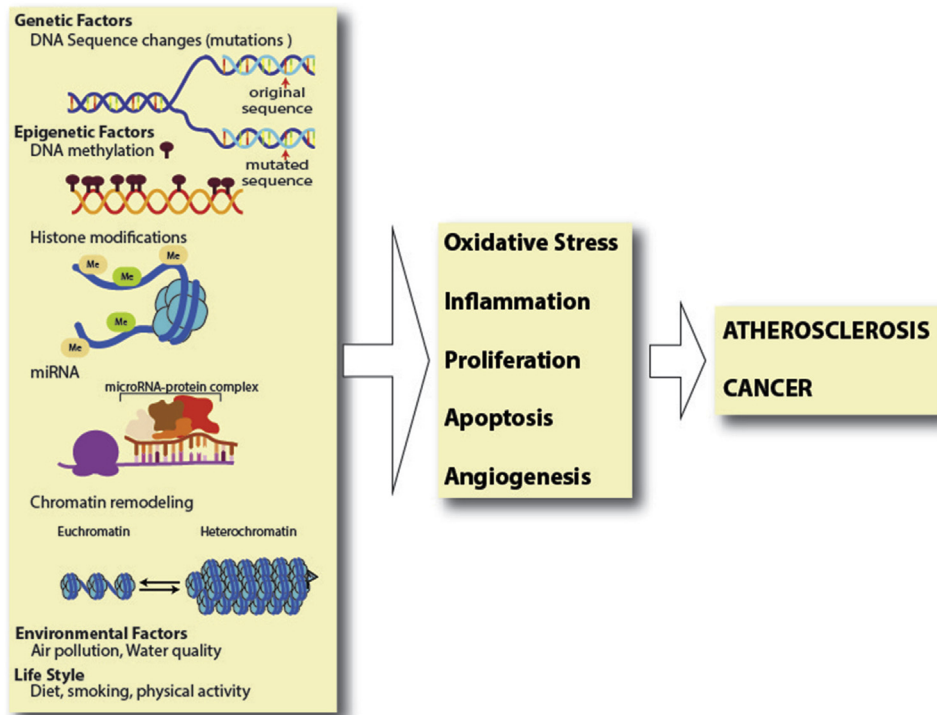 Genetic Factors
DNA Sequence changes (mutations )
original
sequence
Epigenetic Factors
DNA methylation
mutated
sequence
Histone modifications
Me
Me
Me
Me
Me
miRNA
microRNA-protein complex
Chromatin remodeling
Euchromatin
Heterochromatin
Environmental Factors
Air pollution, Water quality
Life Style
Diet, smoking, physical activity
Oxidative Stress
Inflammation
Proliferation
Apoptosis
Angiogenesis
ATHEROSCLEROSIS
CANCER